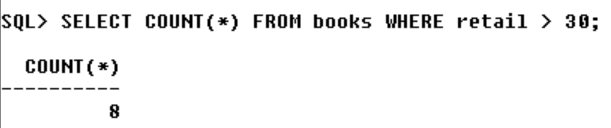 SQL> SELECT COUNT(*) FROM books WHERE retail > 30;
COUNT(*)
----------
8